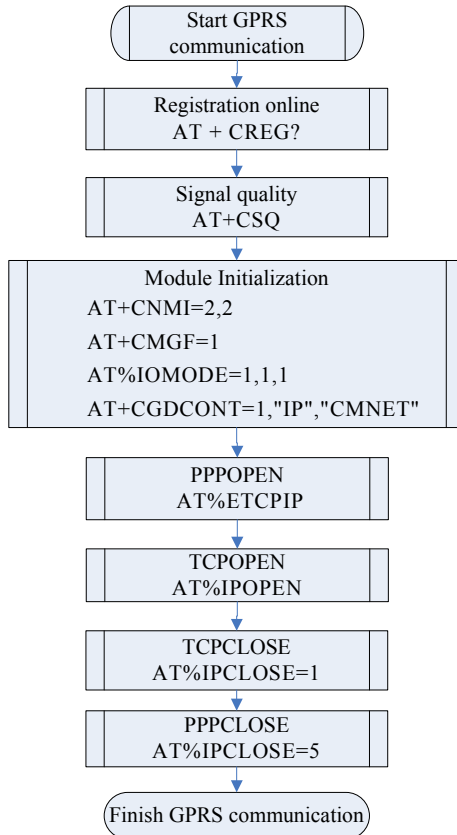 Start GPRS
communication
Registration online
AT + CREG?
Signal quality
AT+CSQ
Module Initialization
AT+CNMI=2,2
AT+CMGF=1
AT%IOMODE=1,1,1
AT+CGDCONT=1,"IP","CMNET"
PPPOPEN
AT%ETCPIP
TCPOPEN
AT%IPOPEN
TCPCLOSE
AT%IPCLOSE=1
PPPCLOSE
AT%IPCLOSE=5
Finish GPRS communication